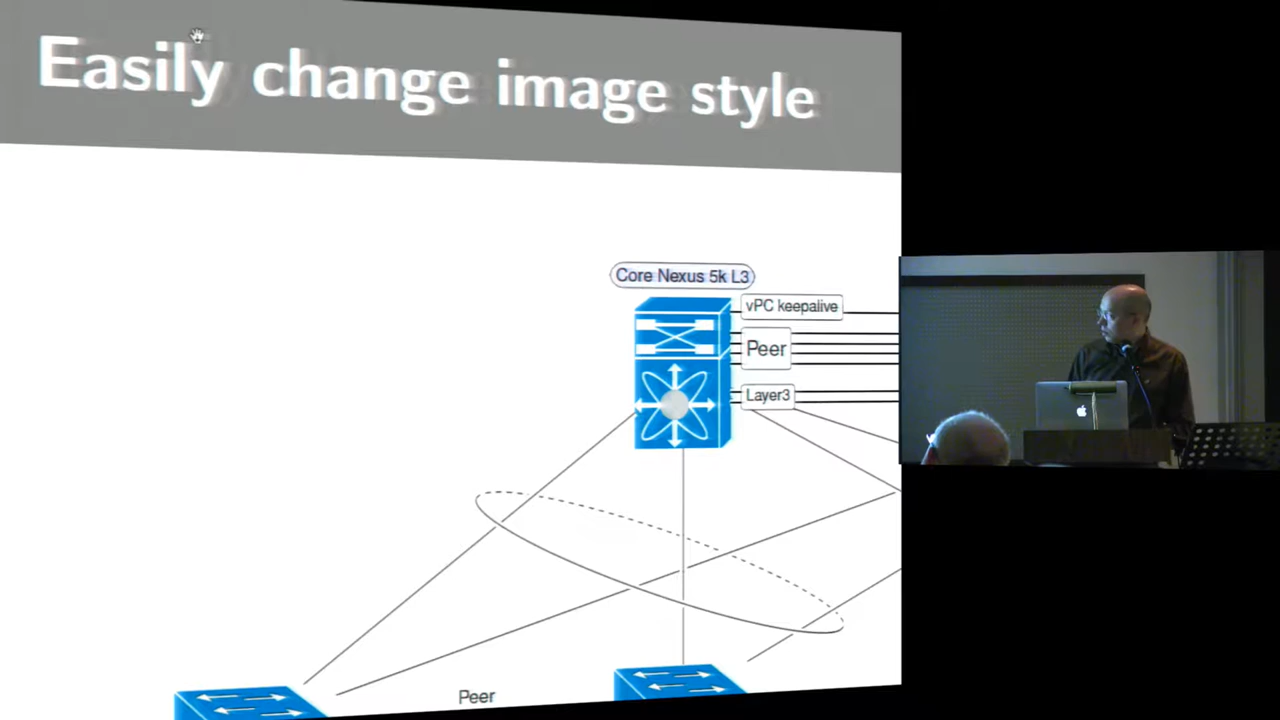 Easily change image style
Core Nexus 5k L3
vPC keepalive
Peer
Layer3
Peer